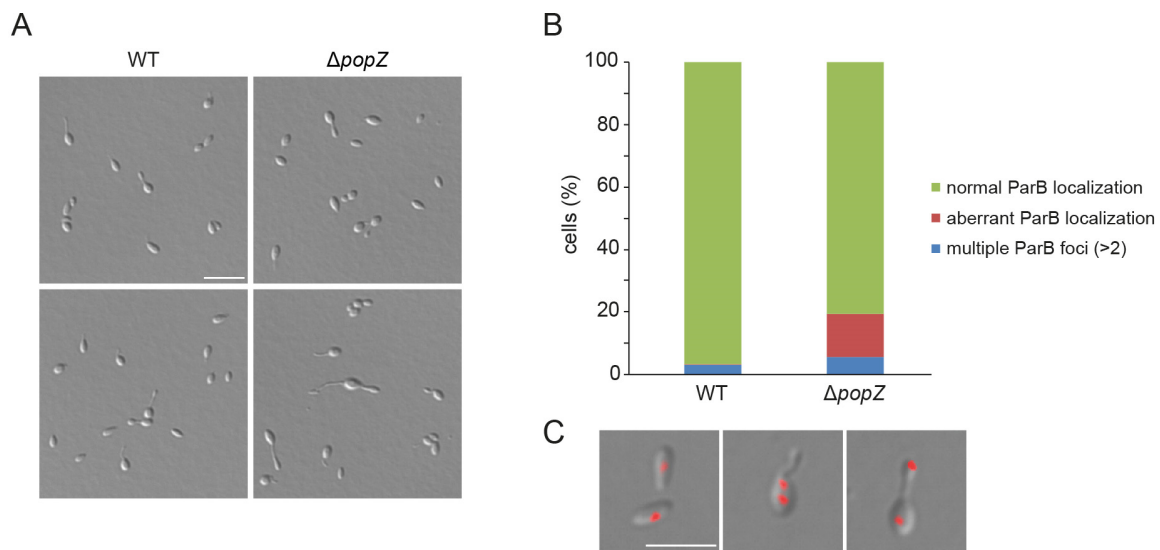 A
WT
ΔpopZ
B
100
80
60
40
20
0
cells (%)
WT
ΔpopZ
normal ParB localization
aberrant ParB localization
multiple ParB foci (>2)
C